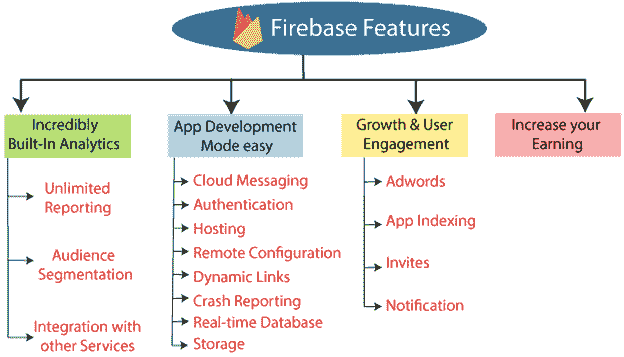 Firebase Features
Incredibly
Built-In Analytics
Unlimited
Reporting
Audience
Segmentation
Integration with
other Services
App Development
Mode easy
Cloud Messaging
Authentication
Hosting
Remote Configuration
Dynamic Links
Crash Reporting
Real-time Database
Storage
Growth & User
Engagement
Adwords
App Indexing
Invites
Notification
Increase your
Earning